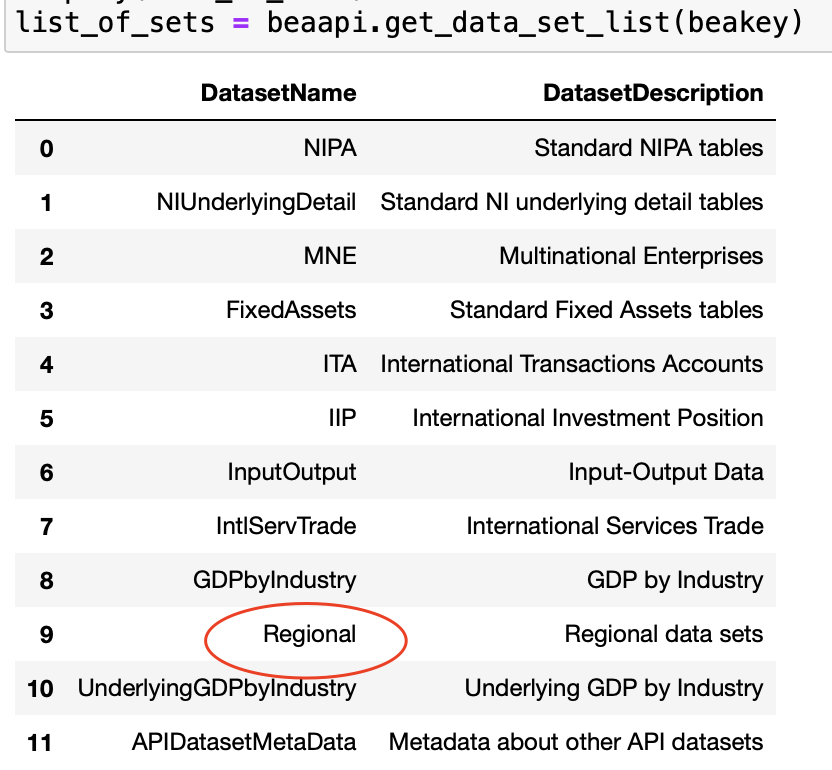 list_of_sets = beaapi.get_data_set_list(beakey)
DatasetName DatasetDescription
0 NIPA Standard NIPA tables
1 NIUnderlyingDetail Standard NI underlying detail tables
2 MNE Multinational Enterprises
3 FixedAssets Standard Fixed Assets tables
4 ITA International Transactions Accounts
5 IIP International Investment Position
6 InputOutput Input-Output Data
7 IntlServTrade International Services Trade
8 GDPbyIndustry GDP by Industry
9 Regional Regional data sets
10 UnderlyingGDPbyIndustry Underlying GDP by Industry
11 APIDatasetMetaData Metadata about other API datasets